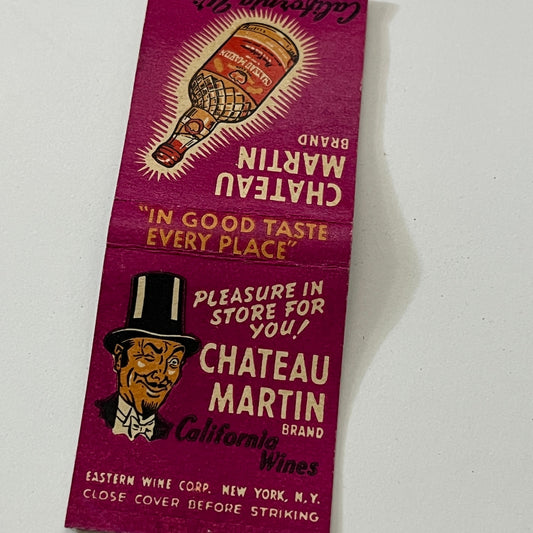 California
CHATEAU
MARTIN
BRAND
"IN GOOD TASTE
EVERY PLACE"
PLEASURE IN
STORE FOR
YOU!
CHATEAU
MARTIN
BRAND
California
Wines
EASTERN WINE CORP. NEW YORK, N.Y.
CLOSE COVER BEFORE STRIKING